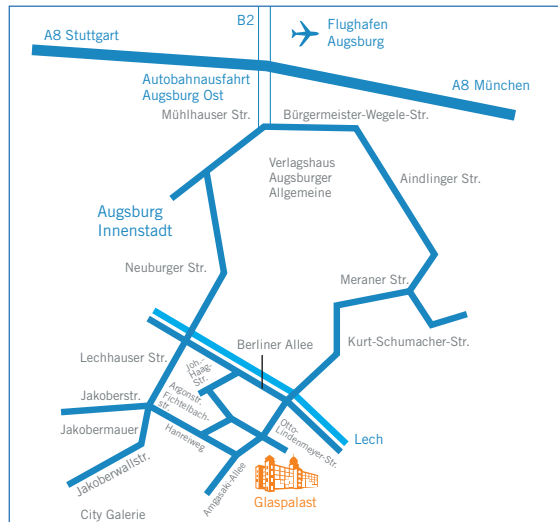 B2
Flughafen
Augsburg
A8 Stuttgart
Autobahnausfahrt
Augsburg Ost
A8 München
Mühlhauser Str.
Bürgermeister-Wegele-Str.
Verlagshaus
Augsburger
Allgemeine
Aindlinger Str.
Augsburg
Innenstadt
Neuburger Str.
Meraner Str.
Berliner Allee
Kurt-Schumacher-Str.
Lechhauser Str.
Joh.-
Haag-
Str.
Argonstr.
Fichtelbach-
str.
Jakoberstr.
Jakobermauer
Hanreiweg
Otto-
Lindenmeyer-Str.
Lech
Jakoberwallstr.
Amgasaki-Allee
Glaspalast
City Galerie